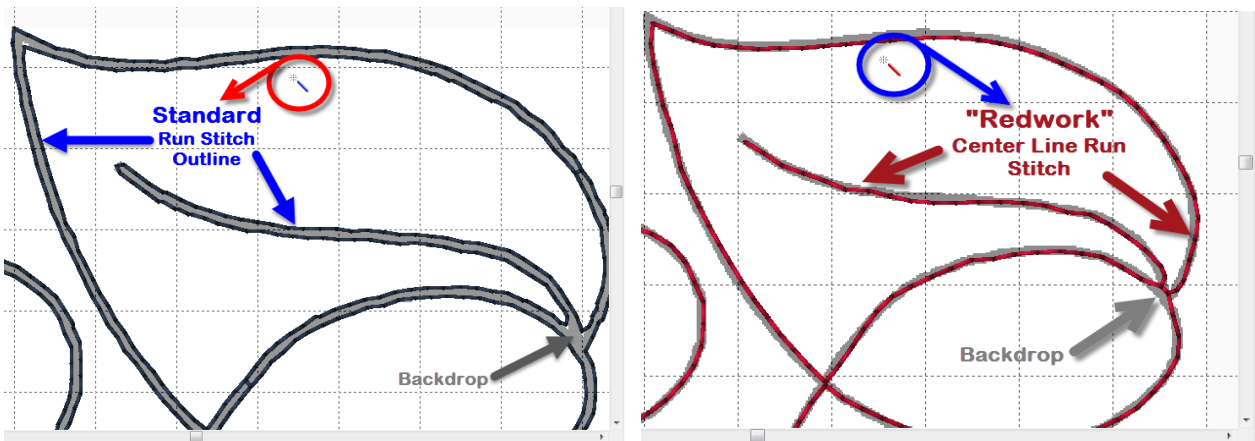 Standard
Run Stitch
Outline
Backdrop
"Redwork"
Center Line Run
Stitch
Backdrop